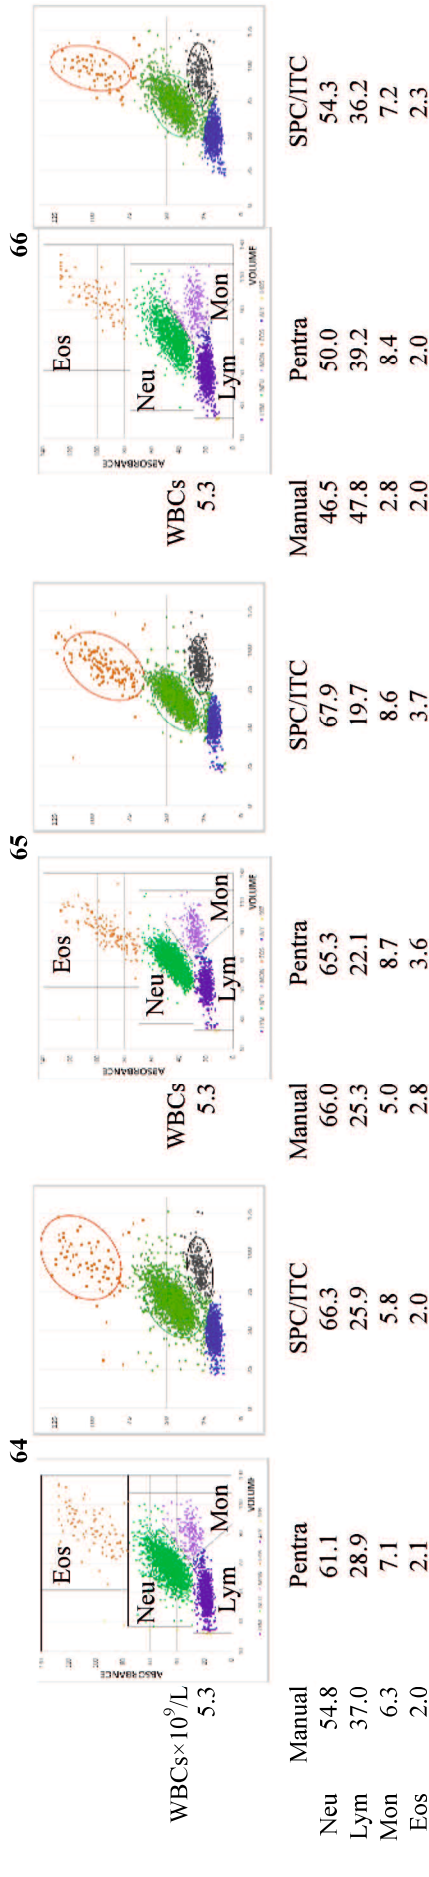 64 65 66
Eos Eos Eos
Neu Neu Neu
Mon Mon Mon
Lym Lym Lym
ABSORBANCE ABSORBANCE ABSORBANCE
VOLUME VOLUME VOLUME
WBCs×10⁹/L WBCs WBCs
5.3 5.3 5.3
Manual Pentra SPC/ITC Manual Pentra SPC/ITC Manual Pentra SPC/ITC
Neu 54.8 61.1 66.3 66.0 65.3 67.9 46.5 50.0 54.3
Lym 37.0 28.9 25.9 25.3 22.1 19.7 47.8 39.2 36.2
Mon 6.3 7.1 5.8 5.0 8.7 8.6 2.8 8.4 7.2
Eos 2.0 2.1 2.0 2.8 3.6 3.7 2.0 2.0 2.3